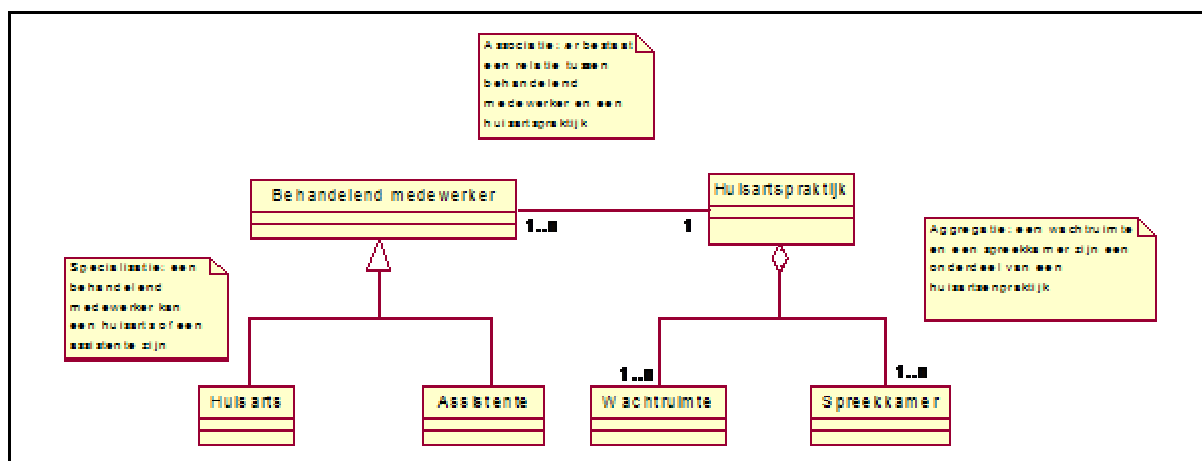 Associatie: er bestaat
een relatie tussen
behandelend
medewerker en een
huisartspraktijk
Behandelend medewerker
Huisartspraktijk
1..n
1
Specialisatie: een
behandelend
medewerker kan
een huisarts of een
assistente zijn
Aggregatie: een wachtruimte
en een spreekkamer zijn een
onderdeel van een
huisartsenpraktijk
1..n
1..n
Huisarts
Assistente
Wachtruimte
Spreekkamer